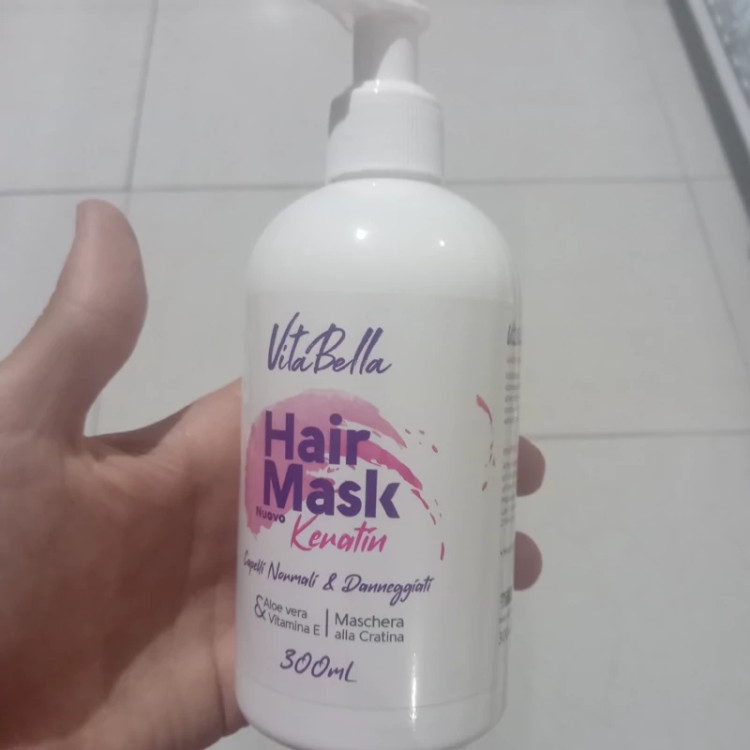 VitaBella
Hair
Mask
Nuovo
Keratin
Capelli Normali & Danneggiati
& Aloe vera
Vitamina E
Maschera
alla Cratina
300mL